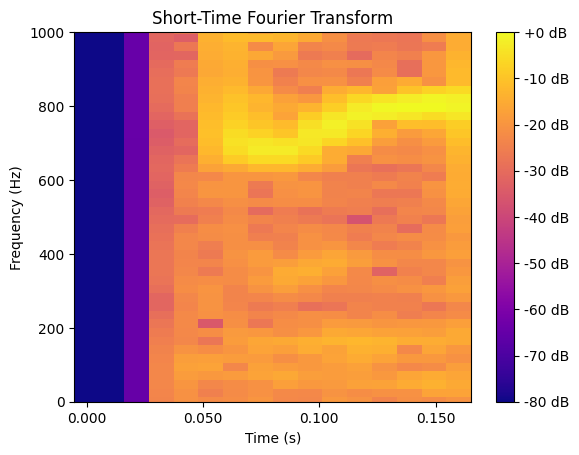 Short-Time Fourier Transform
1000
800
600
400
200
0
Frequency (Hz)
0.000
0.050
0.100
0.150
Time (s)
+0 dB
-10 dB
-20 dB
-30 dB
-40 dB
-50 dB
-60 dB
-70 dB
-80 dB